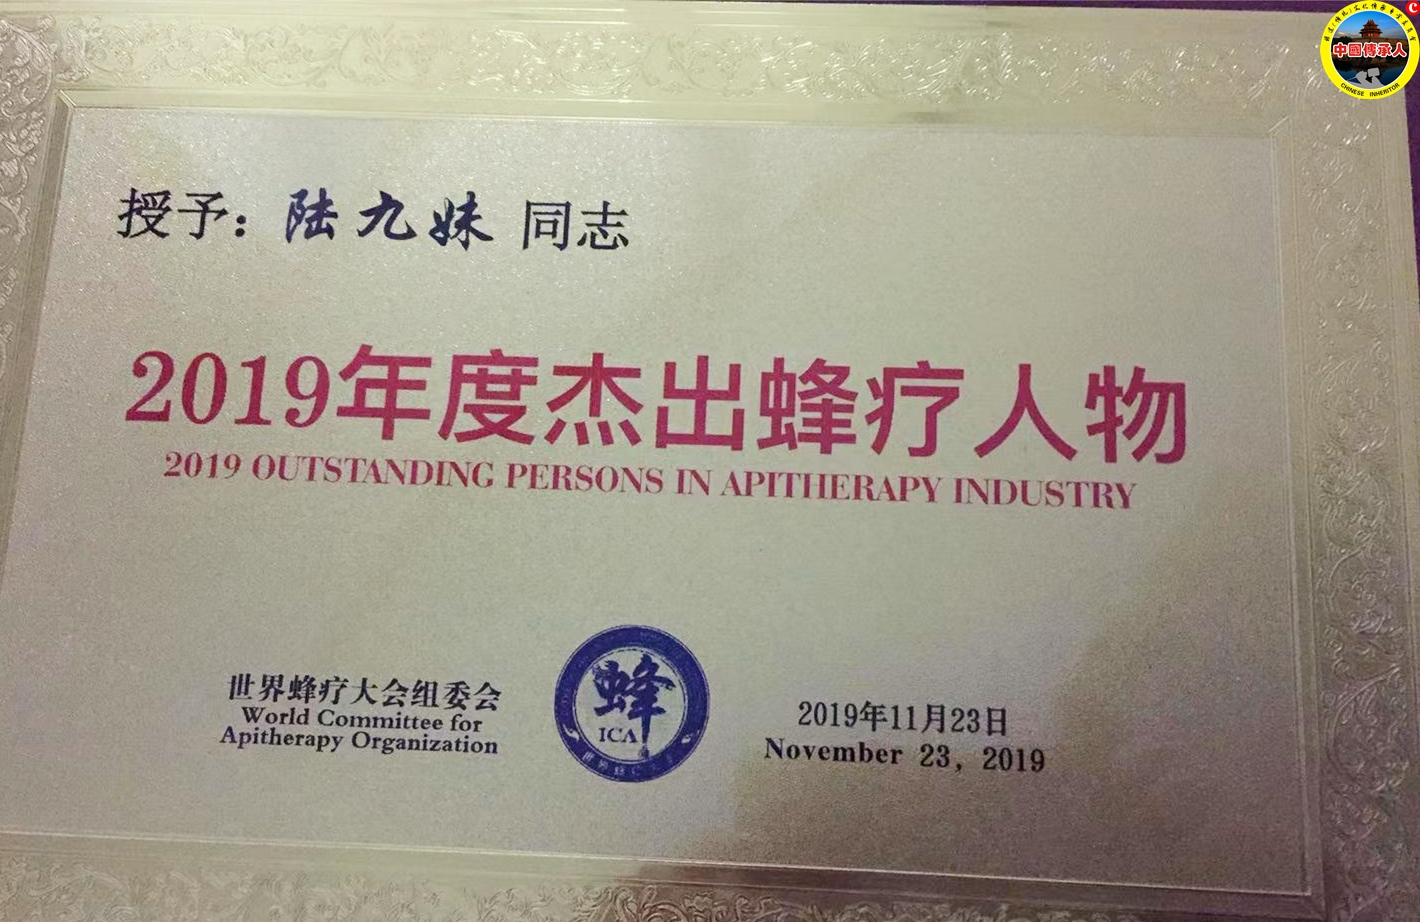 授予：陆九妹 同志
2019年度杰出蜂疗人物
2019 OUTSTANDING PERSONS IN APITHERAPY INDUSTRY
世界蜂疗大会组委会
World Committee for
Apitherapy Organization
蜂
ICA
2019年11月23日
November 23, 2019
中國傳承人
CHINESE INHERITOR
C